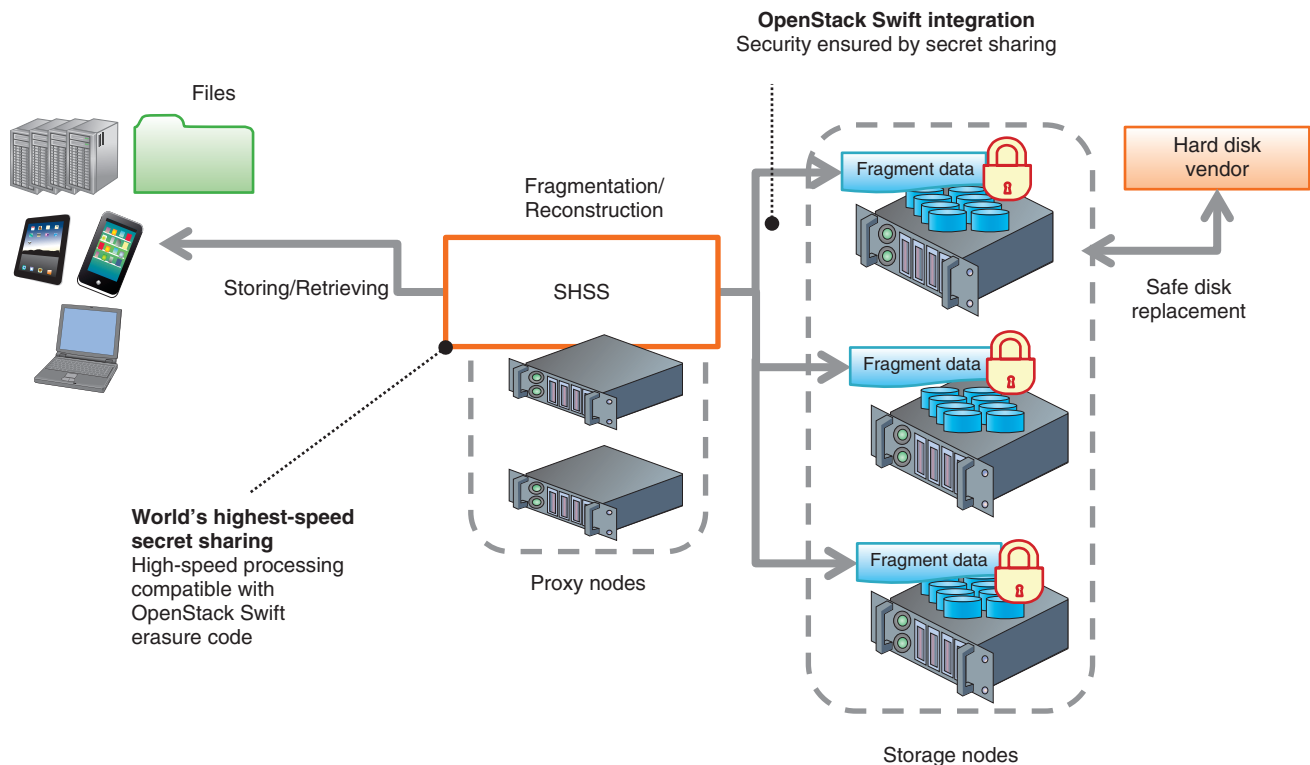 OpenStack Swift integration
Security ensured by secret sharing
Files
Fragment data
Hard disk
vendor
Fragmentation/
Reconstruction
Storing/Retrieving
SHSS
Safe disk
replacement
Fragment data
World's highest-speed
secret sharing
High-speed processing
compatible with
OpenStack Swift
erasure code
Proxy nodes
Fragment data
Storage nodes